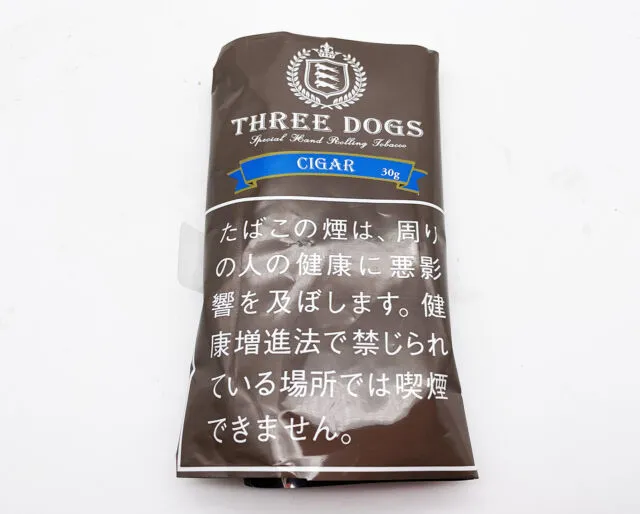 THREE DOGS
Special Hand Rolling Tobacco
CIGAR 30g
たばこの煙は、周り
の人の健康に悪影
響を及ぼします。健
康増進法で禁じられ
ている場所では喫煙
できません。